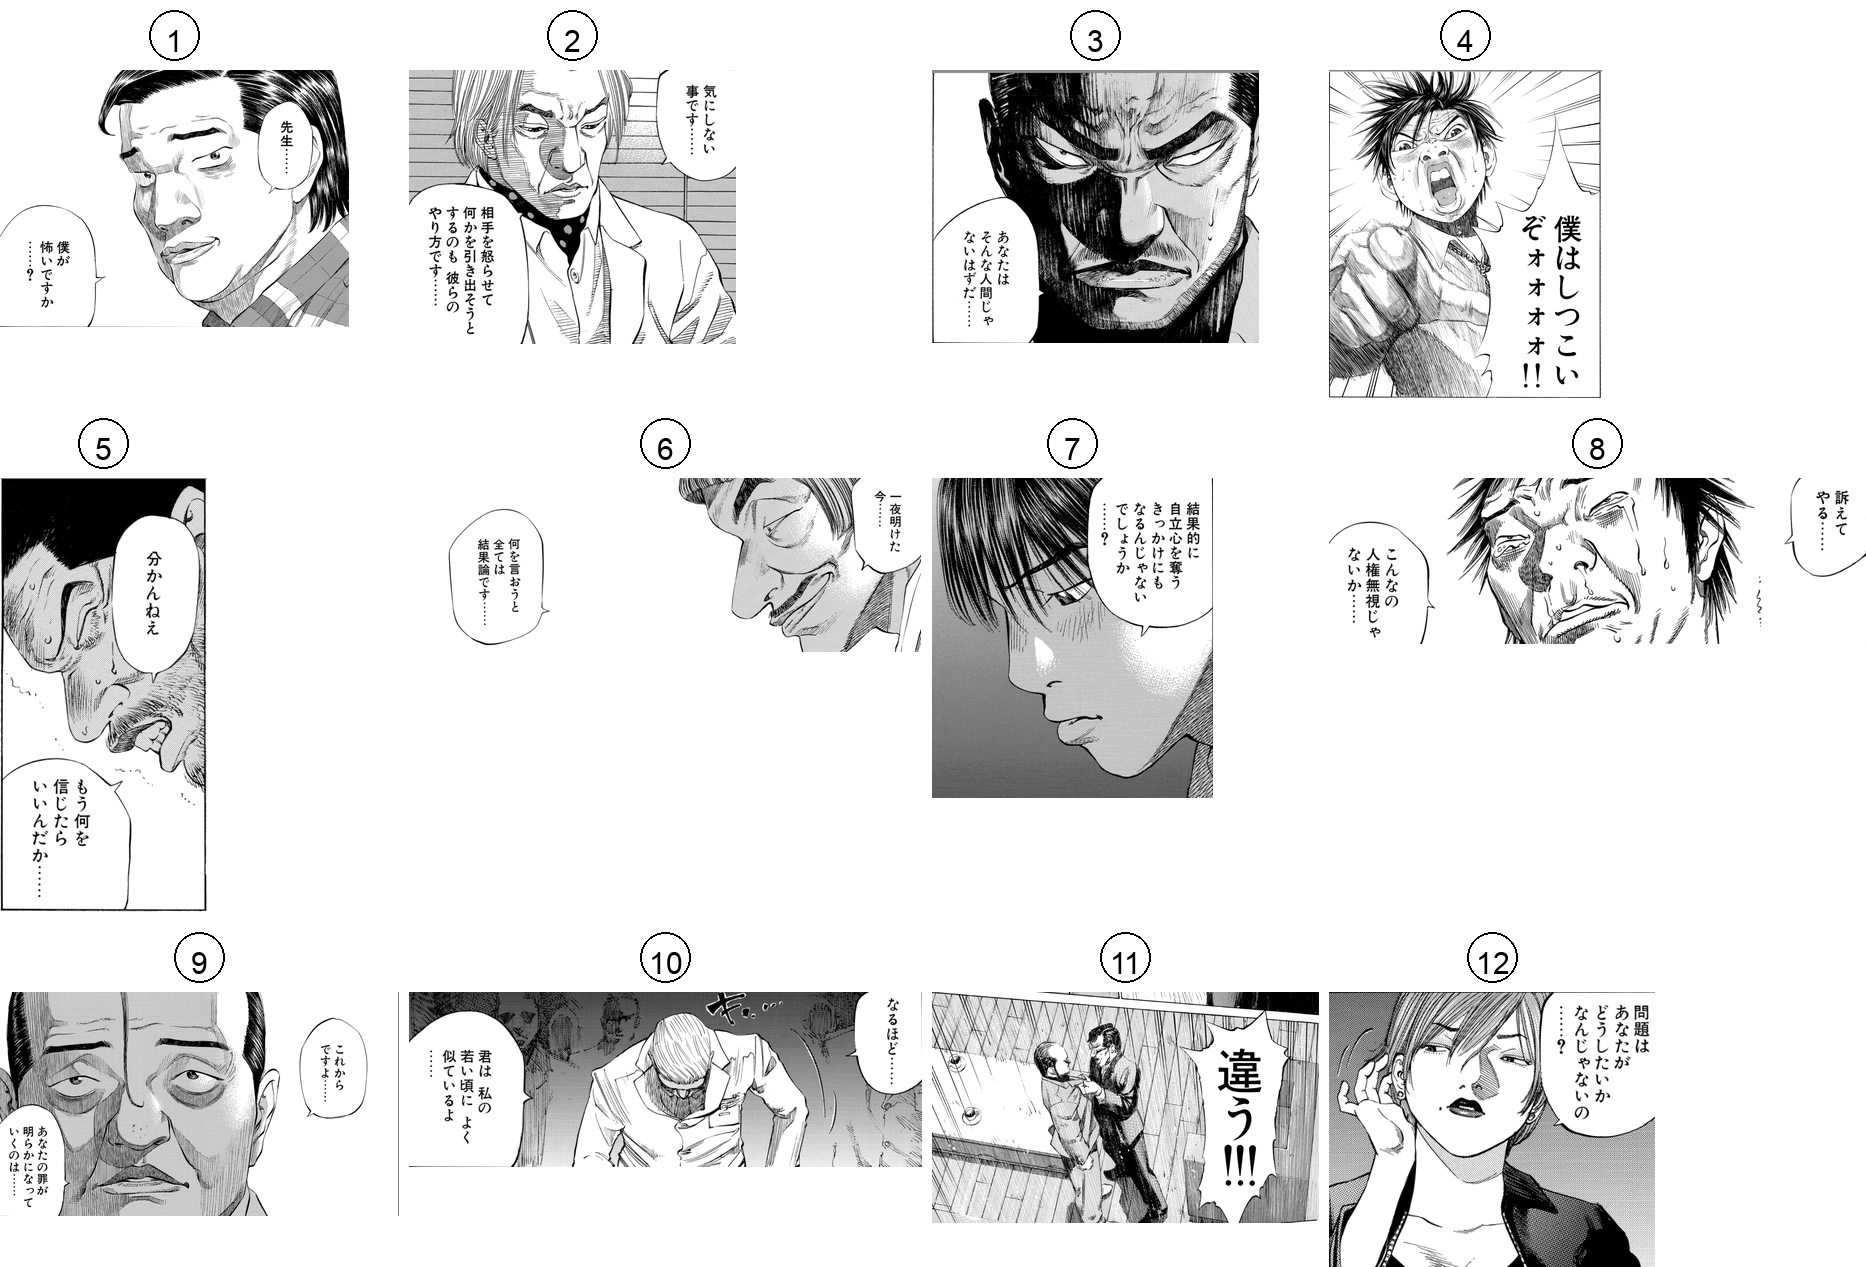 1
先生……
僕が
怖いですか
……?
2
気にしない
事です……
相手を怒らせて
何かを引き出そうと
するのも 彼らの
やり方です……
3
あなたは
そんな人間じゃ
ないはずだ……
4
僕はしつこい
ぞォォォォォ!!
5
分かんねえ
もう何を
信じたら
いいんだか……
6
一夜明けた
今……
何を言おうと
全ては
結果論です……
7
結果的に
自立心を奪う
きっかけにも
なるんじゃない
でしょうか
……?
8
訴えて
やる……
こんなの
人権無視じゃ
ないか……
9
これから
ですよ……
あなたの罪が
明らかになって
いくのは……
10
なるほど……
君は 私の
若い頃に よく
似ているよ
……
ギ…
11
違う!!!
12
問題は
あなたが
どうしたいか
なんじゃないの
……?